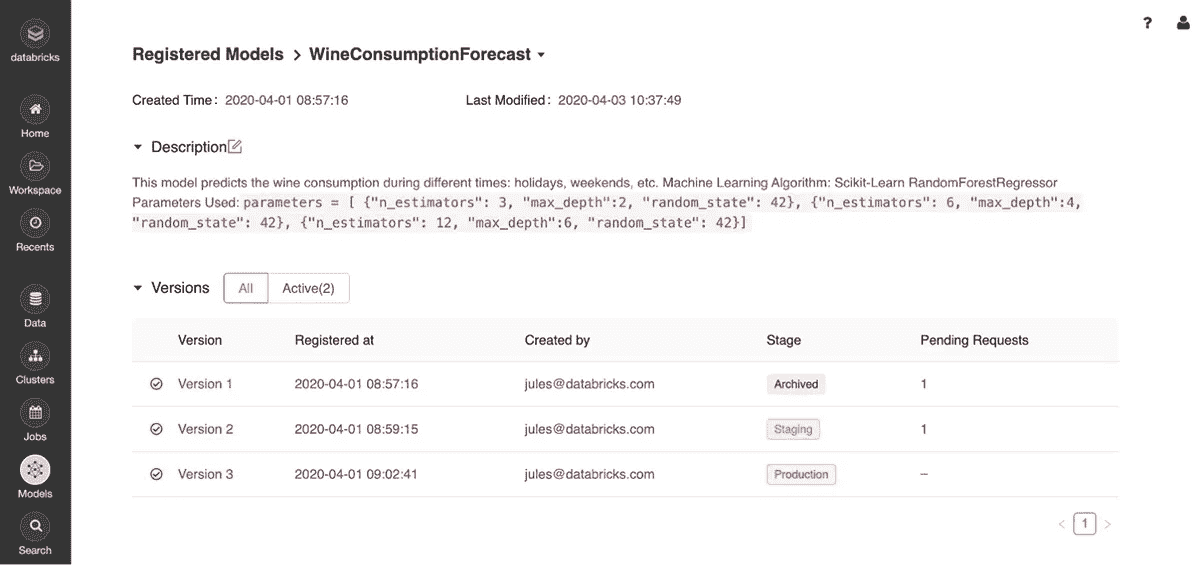 databricks
Home
Workspace
Recents
Data
Clusters
Jobs
Models
Search
?
Registered Models > WineConsumptionForecast
Created Time: 2020-04-01 08:57:16 Last Modified: 2020-04-03 10:37:49
Description
This model predicts the wine consumption during different times: holidays, weekends, etc. Machine Learning Algorithm: Scikit-Learn RandomForestRegressor
Parameters Used: parameters = [ {"n_estimators": 3, "max_depth":2, "random_state": 42}, {"n_estimators": 6, "max_depth":4,
"random_state": 42}, {"n_estimators": 12, "max_depth":6, "random_state": 42}]
Versions All Active(2)
Version Registered at Created by Stage Pending Requests
Version 1 2020-04-01 08:57:16 jules@databricks.com Archived 1
Version 2 2020-04-01 08:59:15 jules@databricks.com Staging 1
Version 3 2020-04-01 09:02:41 jules@databricks.com Production –
< 1 >